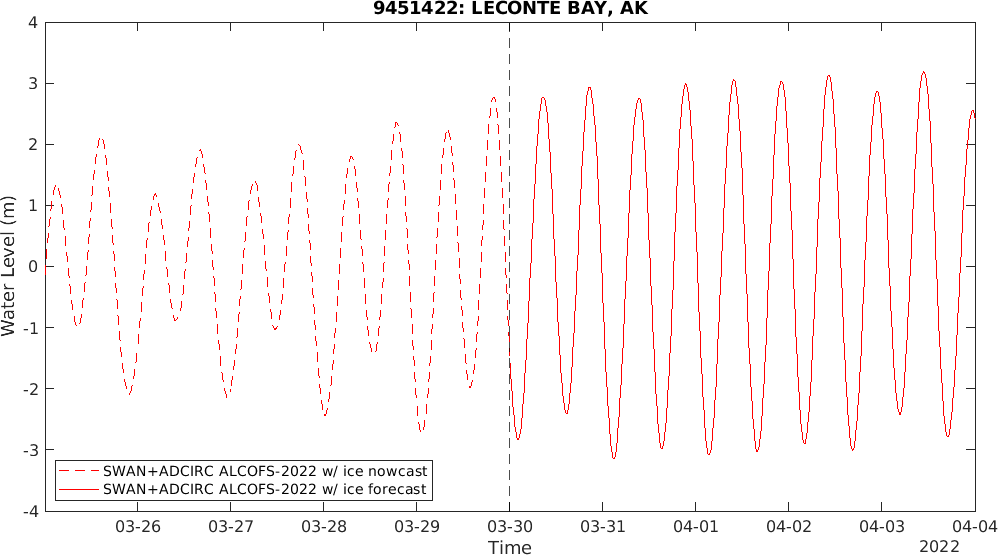 9451422: LECONTE BAY, AK
Water Level (m)
4
3
2
1
0
-1
-2
-3
-4
SWAN+ADCIRC ALCOFS-2022 w/ ice nowcast
SWAN+ADCIRC ALCOFS-2022 w/ ice forecast
03-26 03-27 03-28 03-29 03-30 03-31 04-01 04-02 04-03 04-04
Time
2022